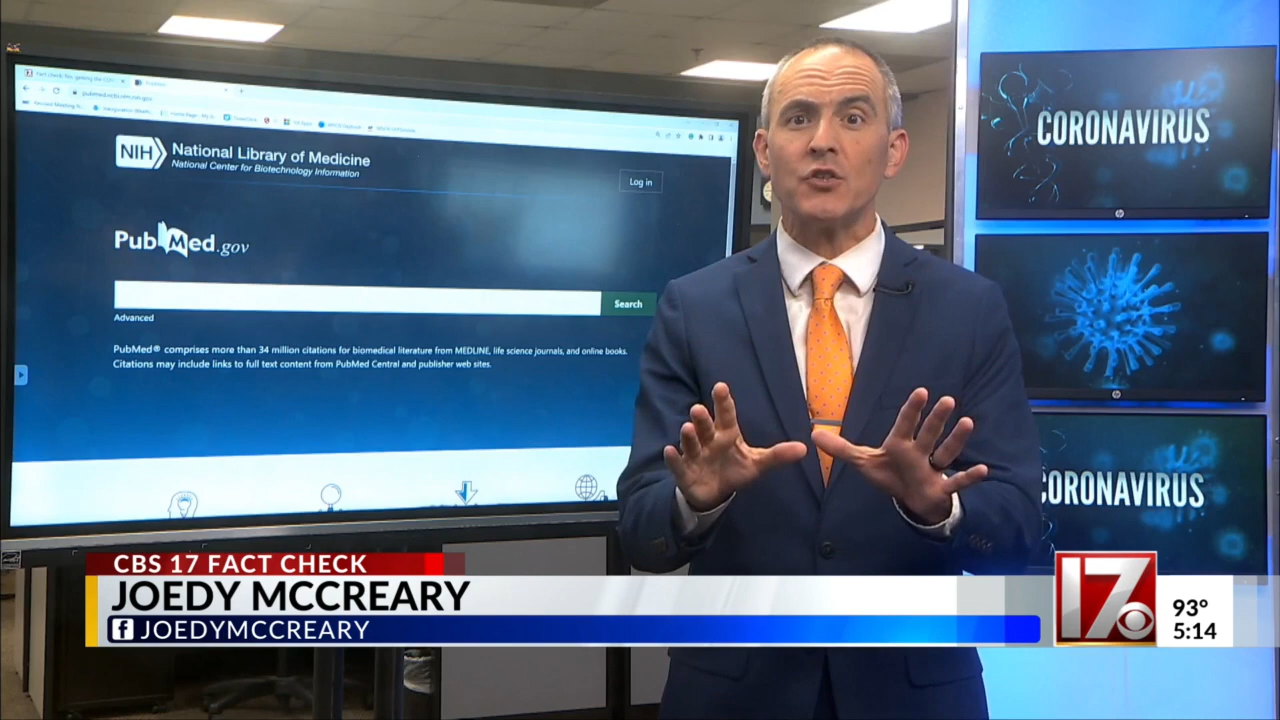 NIH
National Library of Medicine
National Center for Biotechnology Information
Log in
PubMed.gov
Search
Advanced
PubMed® comprises more than 34 million citations for biomedical literature from MEDLINE, life science journals, and online books.
Citations may include links to full text content from PubMed Central and publisher web sites.
CORONAVIRUS
hp
hp
CORONAVIRUS
CBS 17 FACT CHECK
JOEDY MCCREARY
f JOEDYMCCREARY
17
93°
5:14